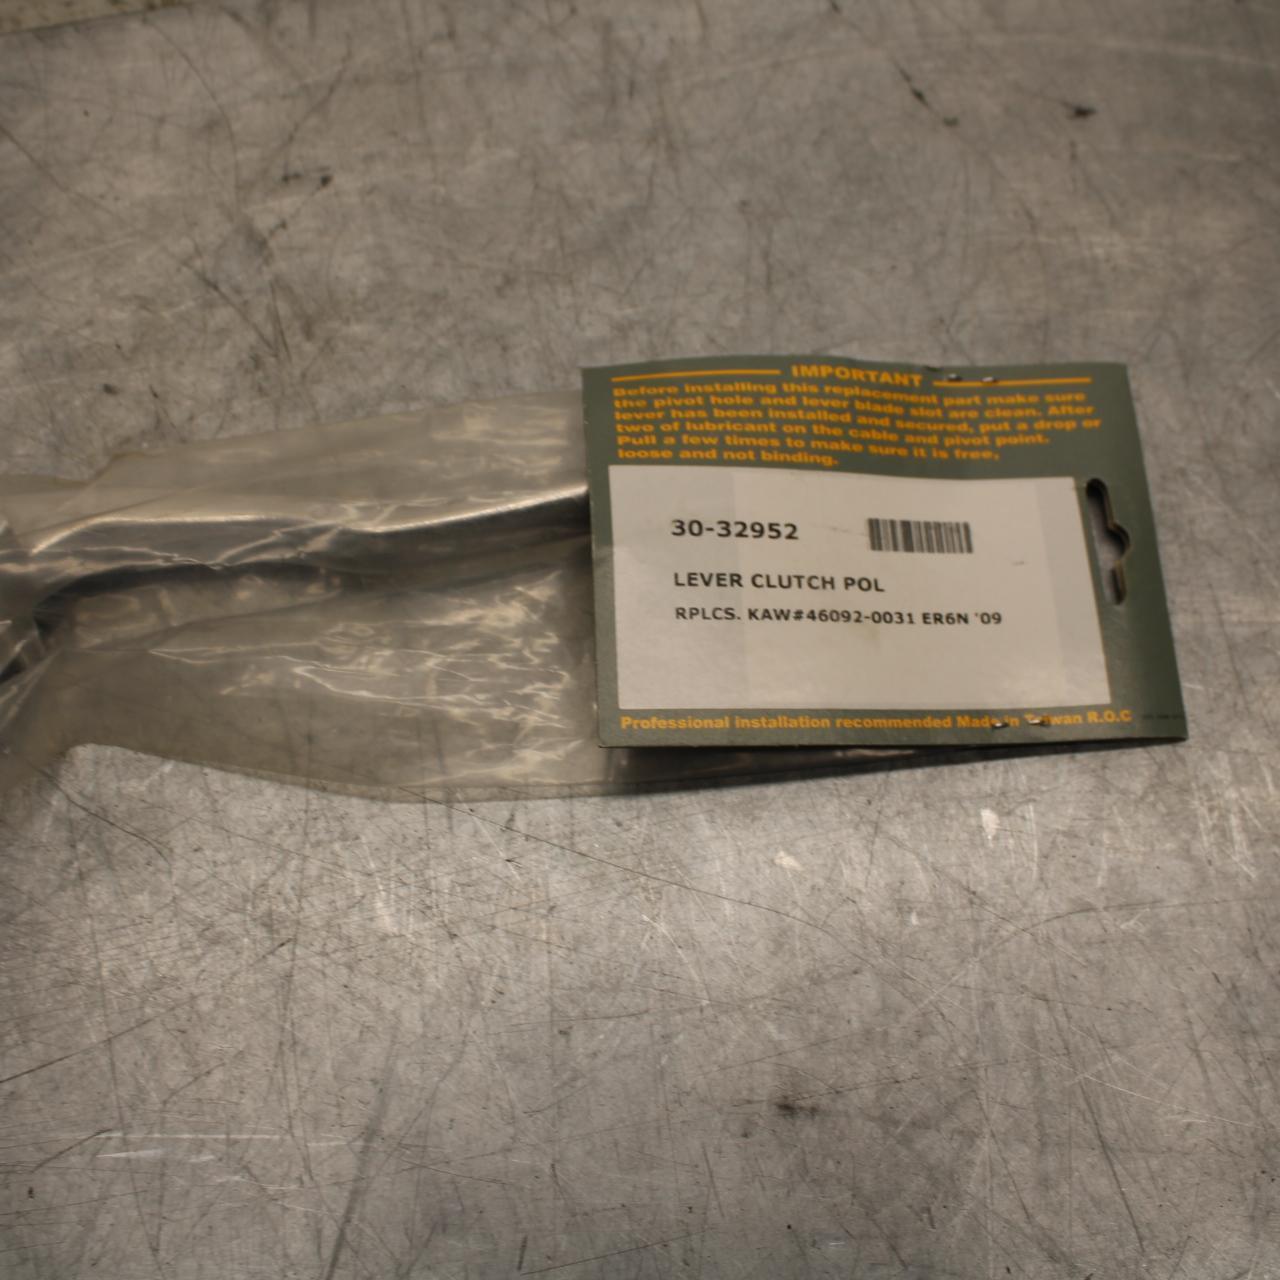 IMPORTANT
Before installing this replacement part make sure
the pivot hole and lever blade slot are clean. After
lever has been installed and secured, put a drop or
two of lubricant on the cable and pivot point.
Pull a few times to make sure it is free,
loose and not binding.
30-32952
LEVER CLUTCH POL
RPLCS. KAW#46092-0031 ER6N '09
Professional installation recommended Made in Taiwan R.O.C